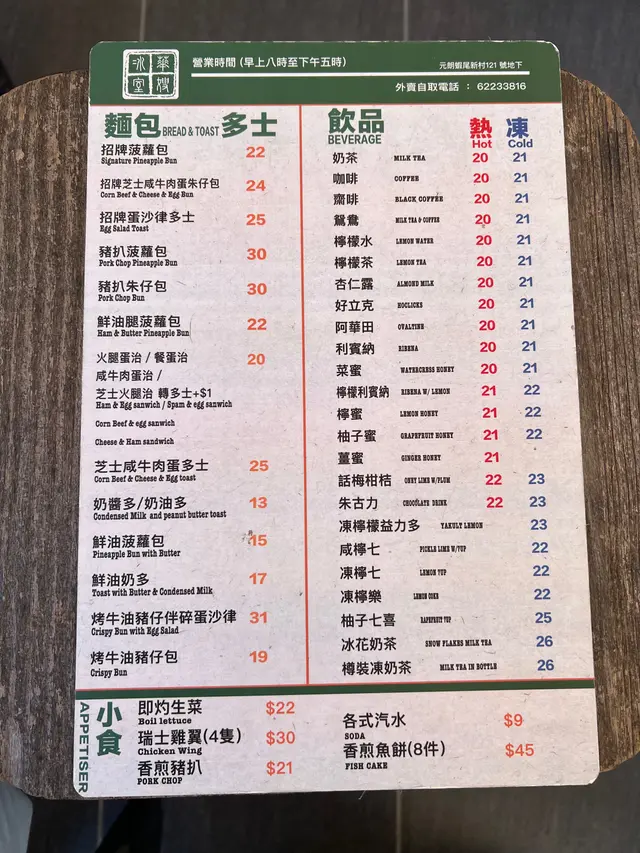 冰室 華嫂
營業時間 (早上八時至下午五時)
元朗蝦尾新村121 號地下
外賣自取電話 : 62233816
麵包 BREAD & TOAST 多士
招牌菠蘿包 22
Signature Pineapple Bun
招牌芝士咸牛肉蛋朱仔包 24
Corn Beef & Cheese & Egg Bun
招牌蛋沙律多士 25
Egg Salad Toast
豬扒菠蘿包 30
Pork Chop Pineapple Bun
豬扒朱仔包 30
Pork Chop Bun
鮮油腿菠蘿包 22
Ham & Butter Pineapple Bun
火腿蛋治 / 餐蛋治 20
咸牛肉蛋治 /
芝士火腿治 轉多士+$1
Ham & Egg sanwich / Spam & egg sanwich
Corn Beef & egg sanwich
Cheese & Ham sandwich
芝士咸牛肉蛋多士 25
Corn Beef & Cheese & Egg toast
奶醬多/奶油多 13
Condensed Milk and peanut butter toast
鮮油菠蘿包 15
Pineapple Bun with Butter
鮮油奶多 17
Toast with Butter & Condensed Milk
烤牛油豬仔伴碎蛋沙律 31
Crispy Bun with Egg Salad
烤牛油豬仔包 19
Crispy Bun
飲品 熱 凍
BEVERAGE Hot Cold
奶茶 MILK TEA 20 21
咖啡 COFFEE 20 21
齋啡 BLACK COFFEE 20 21
鴛鴦 MILK TEA & COFFEE 20 21
檸檬水 LEMON WATER 20 21
檸檬茶 LEMON TEA 20 21
杏仁露 ALMOND MILK 20 21
好立克 HOCLICKS 20 21
阿華田 OVALTINE 20 21
利賓納 RIBENA 20 21
菜蜜 WATERCRESS HONEY 20 21
檸檬利賓納 RIBENA W/ LEMON 21 22
檸蜜 LEMON HONEY 21 22
柚子蜜 GRAPEFRUIT HONEY 21 22
薑蜜 GINGER HONEY 21
話梅柑桔 ONEY LIME W/PLUM 22 23
朱古力 CHOCOLATE DRINK 22 23
凍檸檬益力多 YAKULY LEMON 23
咸檸七 PICKLE LIME W/7UP 22
凍檸七 LEMON 7UP 22
凍檸樂 LEMON COKE 22
柚子七喜 RAPEFRUIT 7UP 25
冰花奶茶 SNOW FLAKES MILK TEA 26
樽裝凍奶茶 MILK TEA IN BOTTLE 26
小食
APPETISER
即灼生菜 $22
Boil lettuce
瑞士雞翼(4隻) $30
Chicken Wing
香煎豬扒 $21
PORK CHOP
各式汽水 $9
SODA
香煎魚餅(8件) $45
FISH CAKE